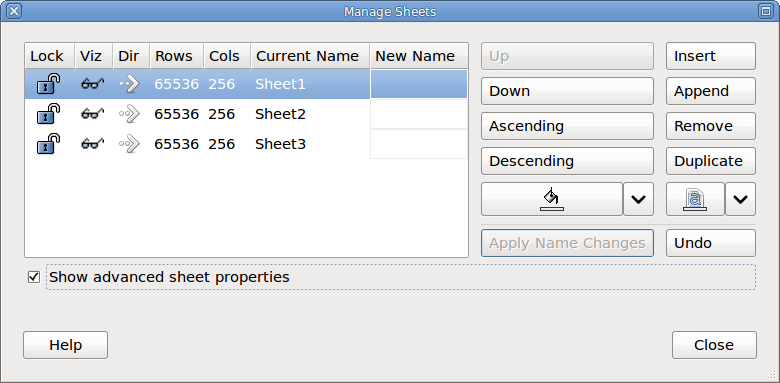 Manage Sheets
Lock Viz Dir Rows Cols Current Name New Name
65536 256 Sheet1
65536 256 Sheet2
65536 256 Sheet3
Up Insert
Down Append
Ascending Remove
Descending Duplicate
a
Apply Name Changes Undo
Show advanced sheet properties
Help Close